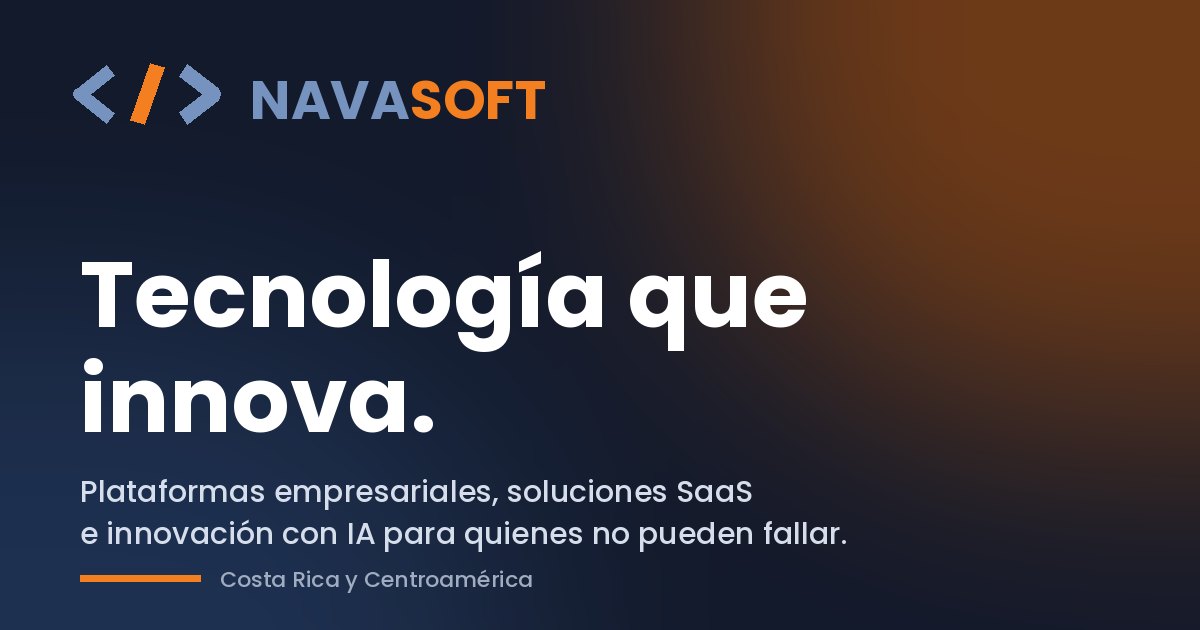 </> NAVASOFT
Tecnología que
innova.
Plataformas empresariales, soluciones SaaS
e innovación con IA para quienes no pueden fallar.
Costa Rica y Centroamérica